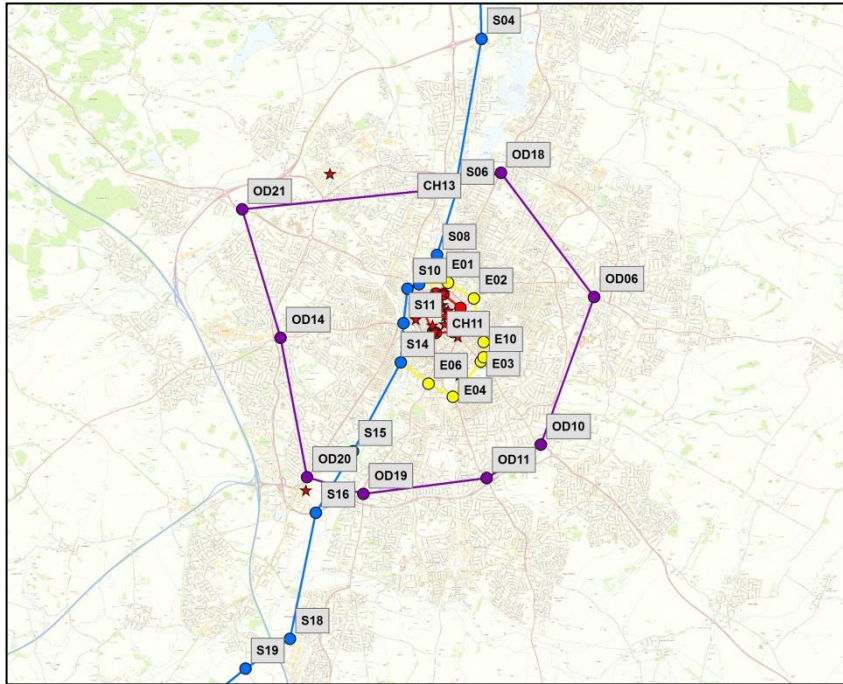 S04
OD18
S06
CH13
OD21
S08
E01
S10
E02
OD06
S11
CH11
OD14
E10
S14
E03
E06
E04
S15
OD10
OD11
OD20
OD19
S16
S18
S19